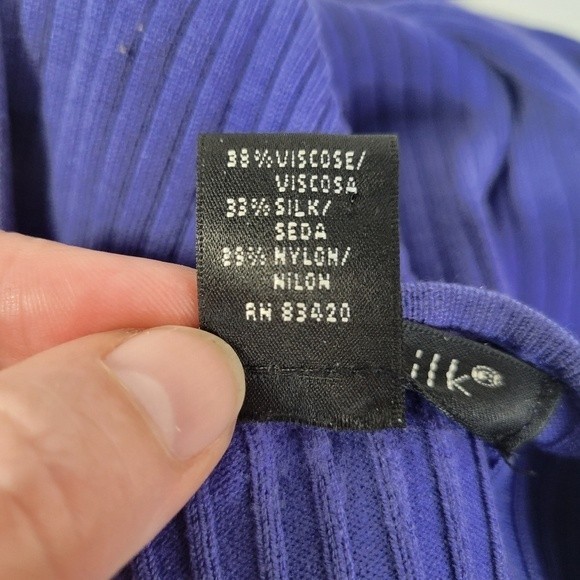 38% VISCOSE/
VISCOSA
33% SILK/
SEDA
29% NYLON/
NILON
RN 83420
ilk®